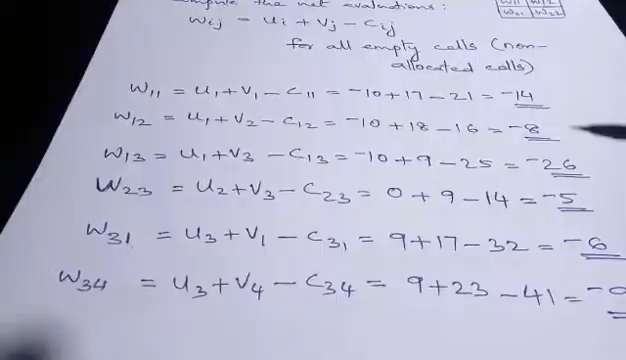 the net evaluations:
wij = ui + vj - cij
for all empty cells (non-
allocated cells)
w11 = u1+v1 - c11 = -10+17-21 = -14
w12 = u1+v2 - c12 = -10+18-16 = -8
w13 = u1+v3 - c13 = -10+9-25 = -26
w23 = u2+v3 - c23 = 0+9-14 = -5
w31 = u3+v1 - c31 = 9+17-32 = -6
w34 = u3+v4 - c34 = 9+23-41 =